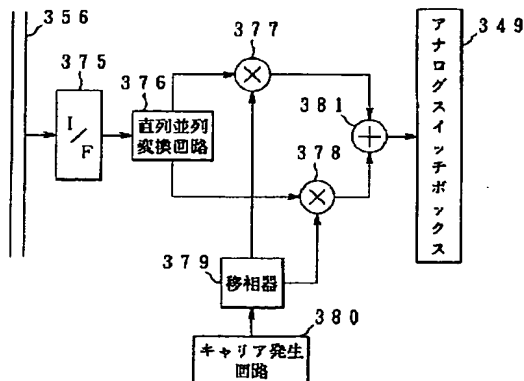 356
375
I/F
376
直列並列
変換回路
377
378
381
349
アナログスイッチボックス
379
移相器
380
キャリア発生
回路